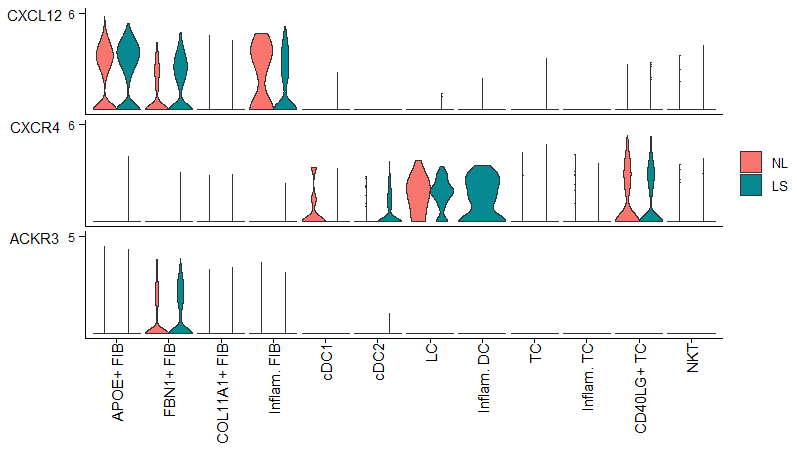 CXCL12 6
CXCR4 6
ACKR3 5
NL
LS
APOE+ FIB
FBN1+ FIB
COL11A1+ FIB
Inflam. FIB
cDC1
cDC2
LC
Inflam. DC
TC
Inflam. TC
CD40LG+ TC
NKT